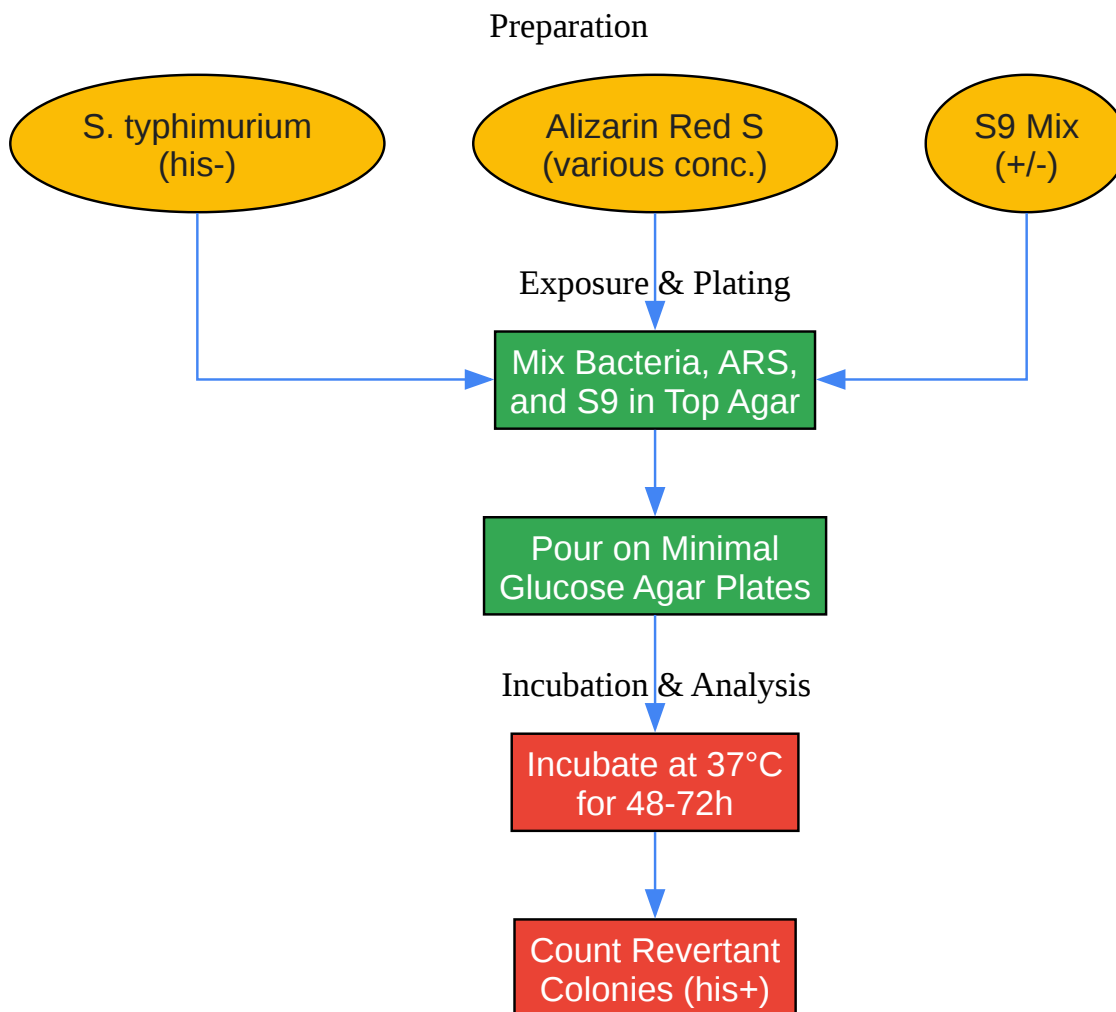 Preparation
S. typhimurium
(his-)
Alizarin Red S
(various conc.)
S9 Mix
(+/-)
Exposure & Plating
Mix Bacteria, ARS,
and S9 in Top Agar
Pour on Minimal
Glucose Agar Plates
Incubation & Analysis
Incubate at 37°C
for 48-72h
Count Revertant
Colonies (his+)